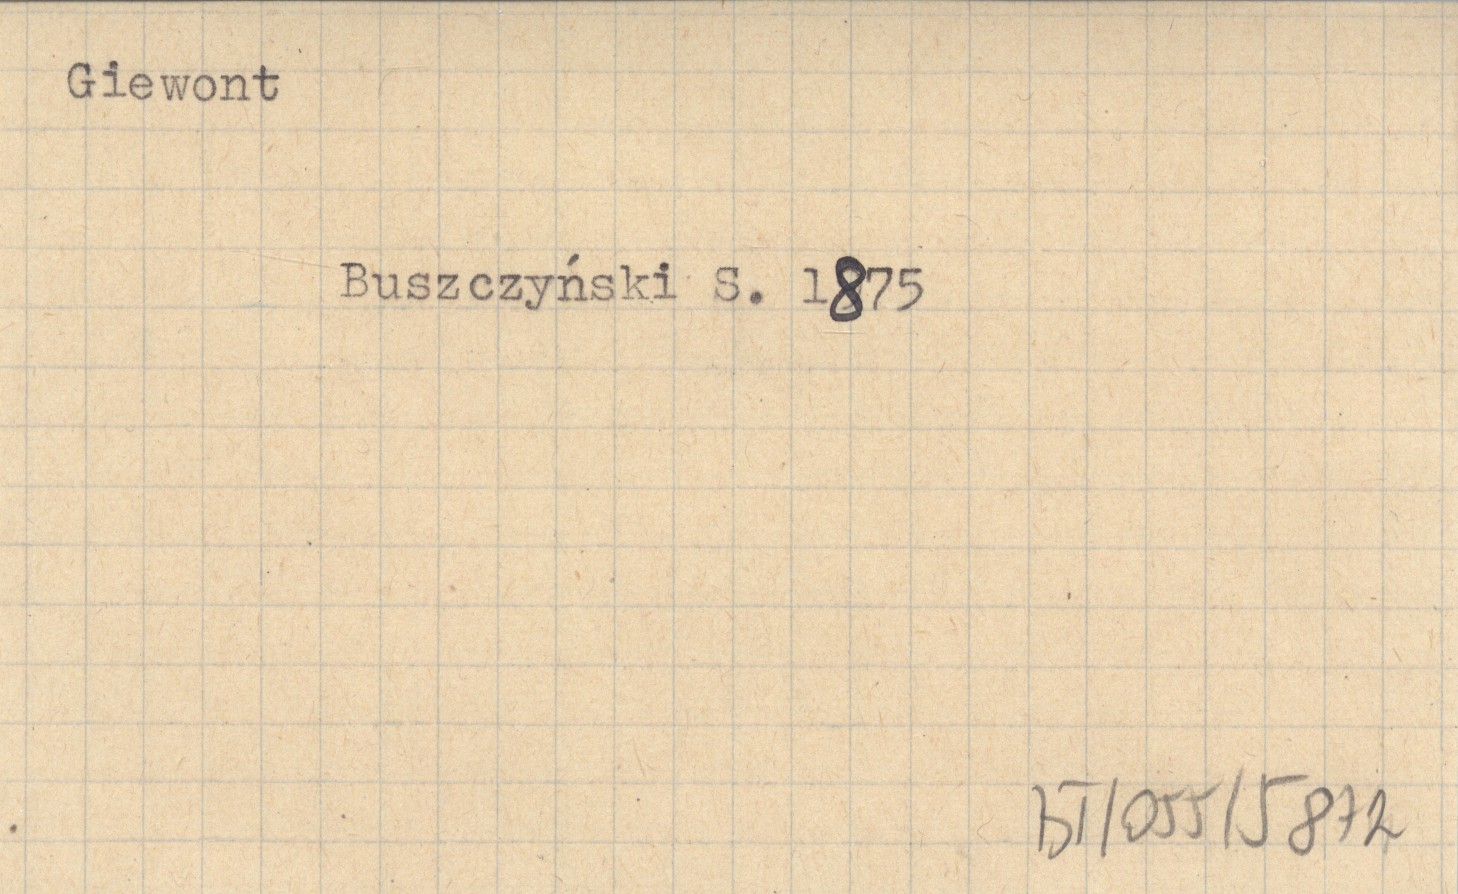 Giewont
Buszczyński S. 1875
bT/055/5872